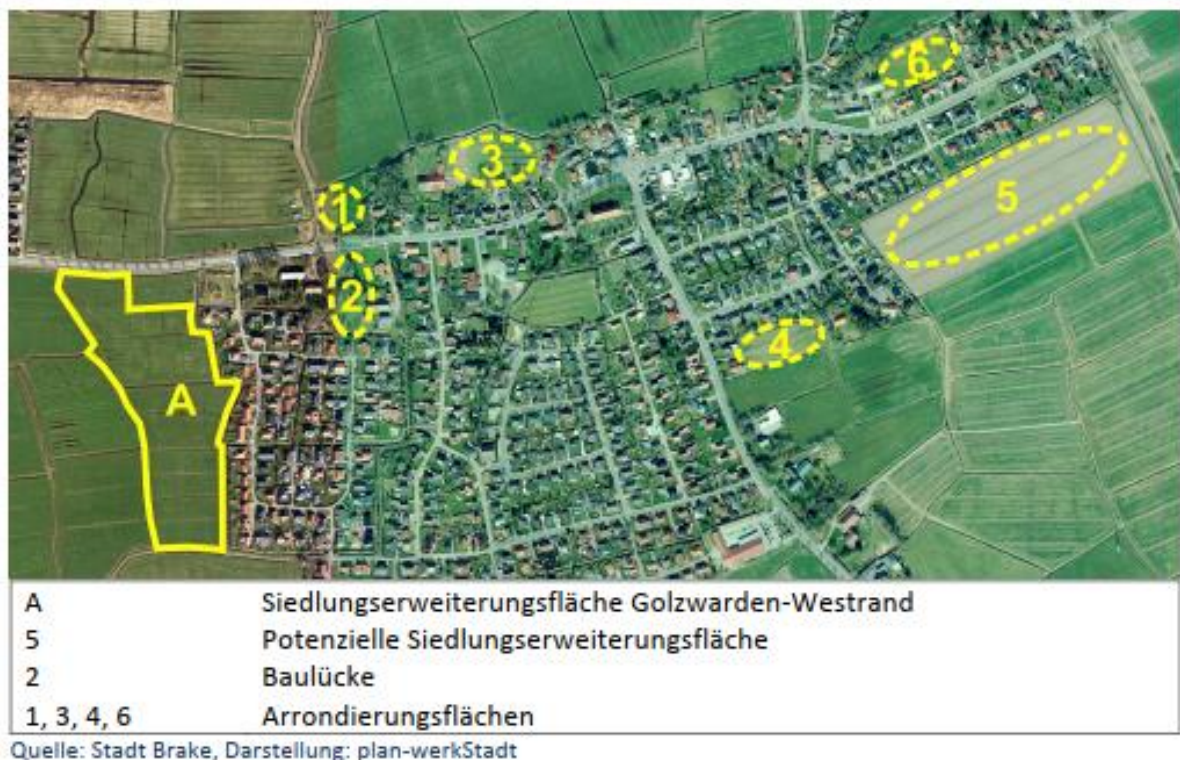 6
3
5
1
2
4
A
A Siedlungserweiterungsfläche Golzwarden-Westrand
5 Potenzielle Siedlungserweiterungsfläche
2 Baulücke
1, 3, 4, 6 Arrondierungsflächen
Quelle: Stadt Brake, Darstellung: plan-werkStadt